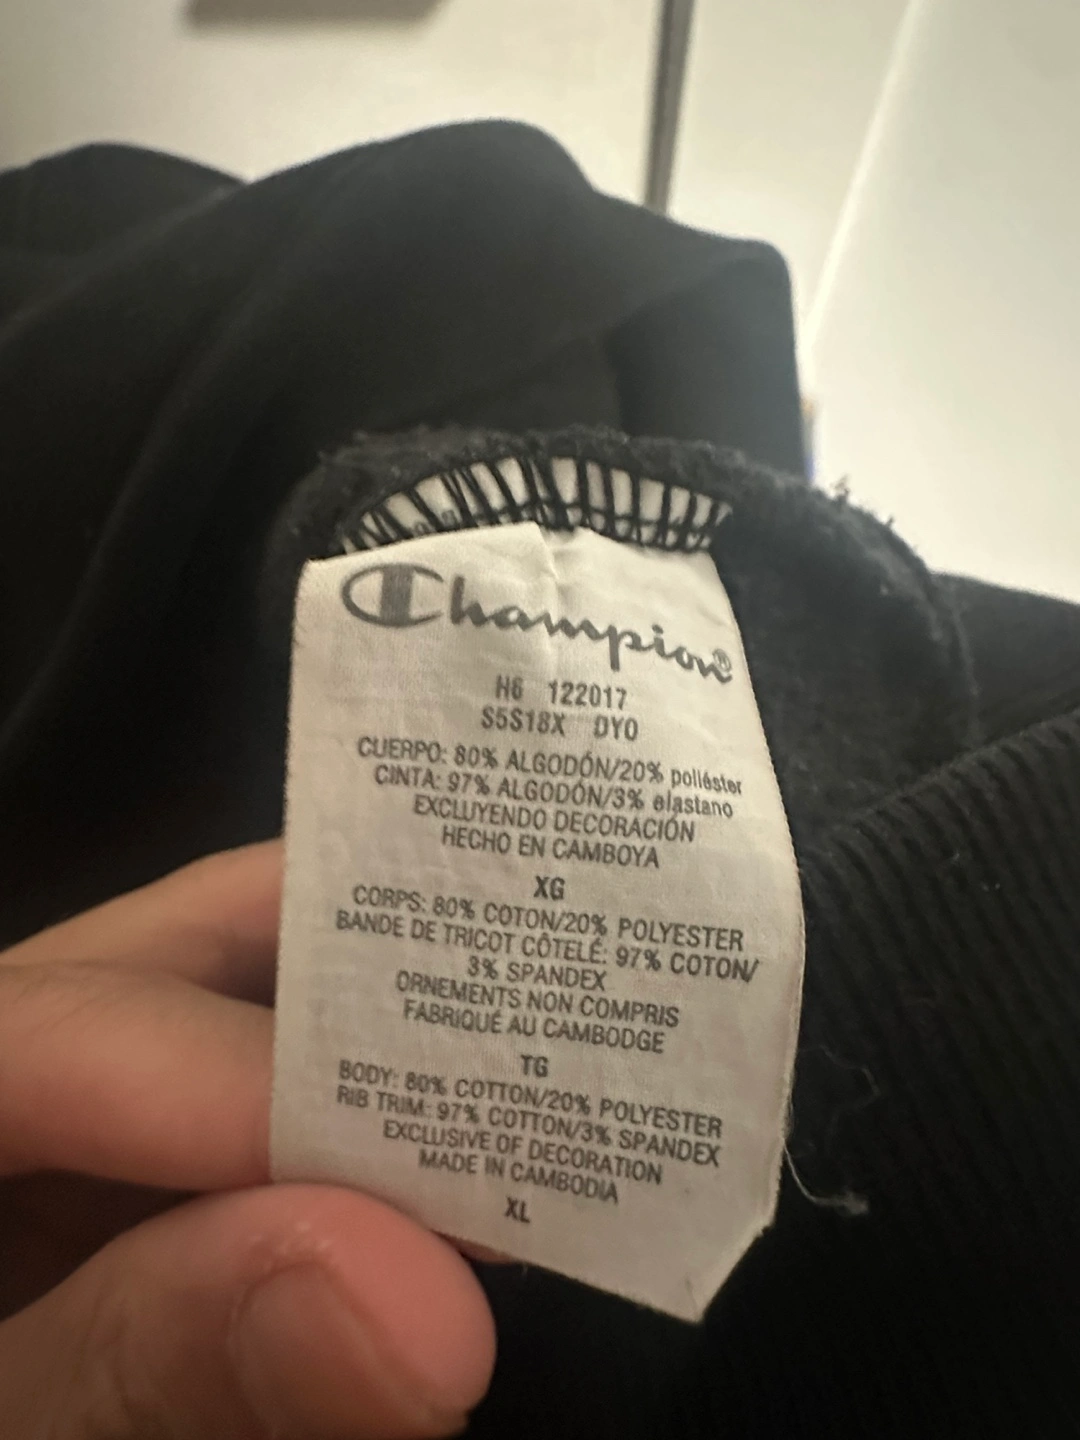 Champion®
H6 122017
S5S18X DYO
CUERPO: 80% ALGODÓN/20% poliéster
CINTA: 97% ALGODÓN/3% elastano
EXCLUYENDO DECORACIÓN
HECHO EN CAMBOYA
XG
CORPS: 80% COTON/20% POLYESTER
BANDE DE TRICOT CÔTELÉ: 97% COTON/
3% SPANDEX
ORNEMENTS NON COMPRIS
FABRIQUÉ AU CAMBODGE
TG
BODY: 80% COTTON/20% POLYESTER
RIB TRIM: 97% COTTON/3% SPANDEX
EXCLUSIVE OF DECORATION
MADE IN CAMBODIA
XL